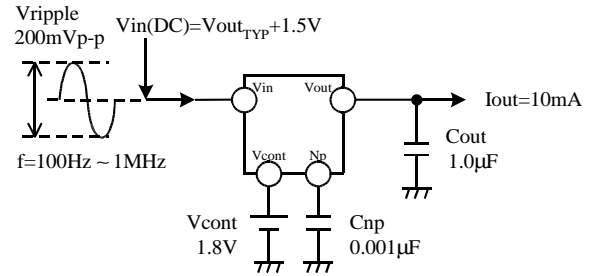 Vripple
200mVp-p
Vin(DC)=VoutTYP+1.5V
f=100Hz ~ 1MHz
Vin
Vout
Vcont
Np
Iout=10mA
Cout
1.0µF
Vcont
1.8V
Cnp
0.001µF